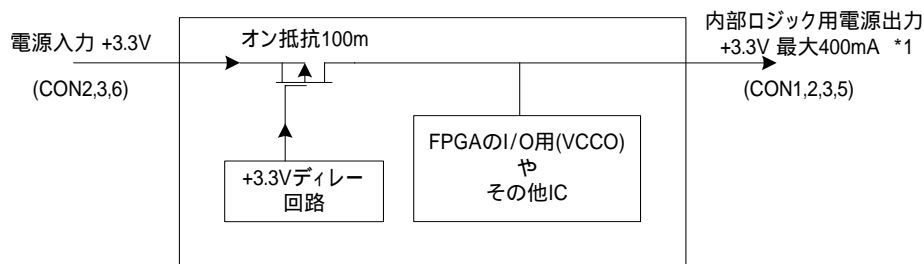 電源入力 +3.3V
(CON2,3,6)
オン抵抗100m
+3.3Vディレー
回路
FPGAのI/O用(VCCO)
や
その他IC
内部ロジック用電源出力
+3.3V 最大400mA *1
(CON1,2,3,5)